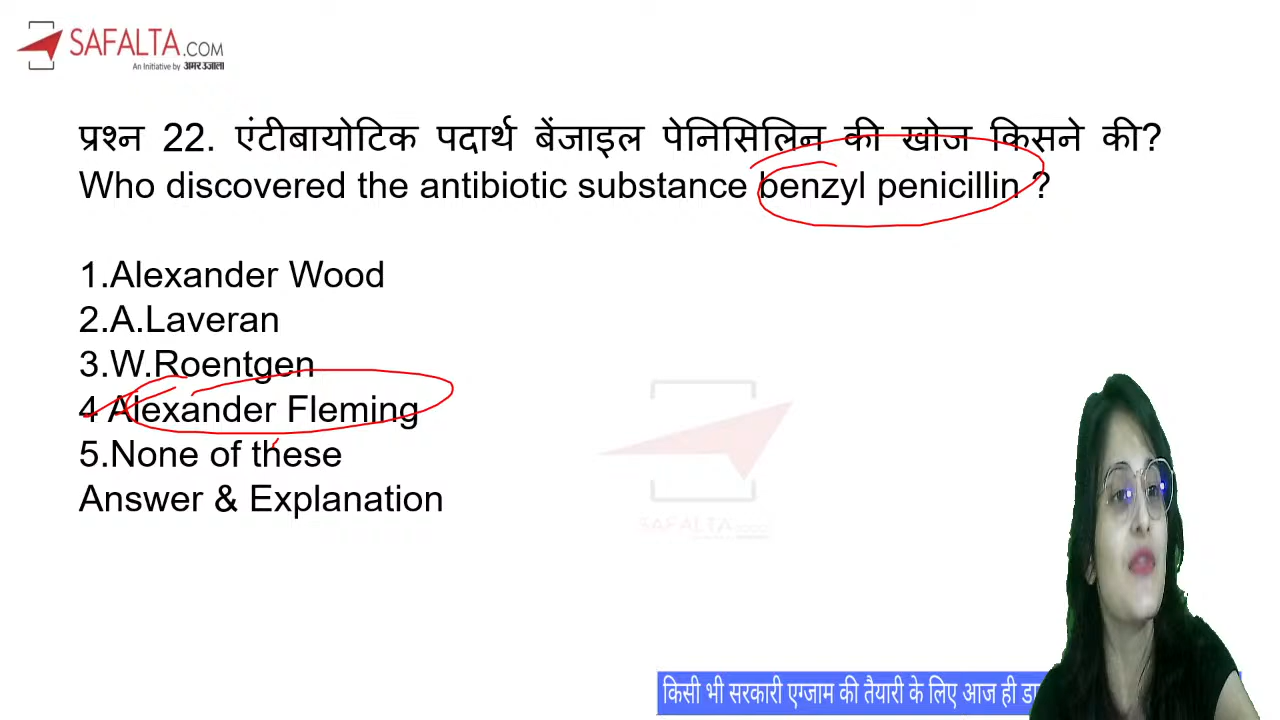 SAFALTA.COM
An Initiative by अमर उजाला
प्रश्न 22. एंटीबायोटिक पदार्थ बेंजाइल पेनिसिलिन की खोज किसने की?
Who discovered the antibiotic substance benzyl penicillin ?
1.Alexander Wood
2.A.Laveran
3.W.Roentgen
4 Alexander Fleming
5.None of these
Answer & Explanation
SAFALTA
किसी भी सरकारी एग्जाम की तैयारी के लिए आज ही